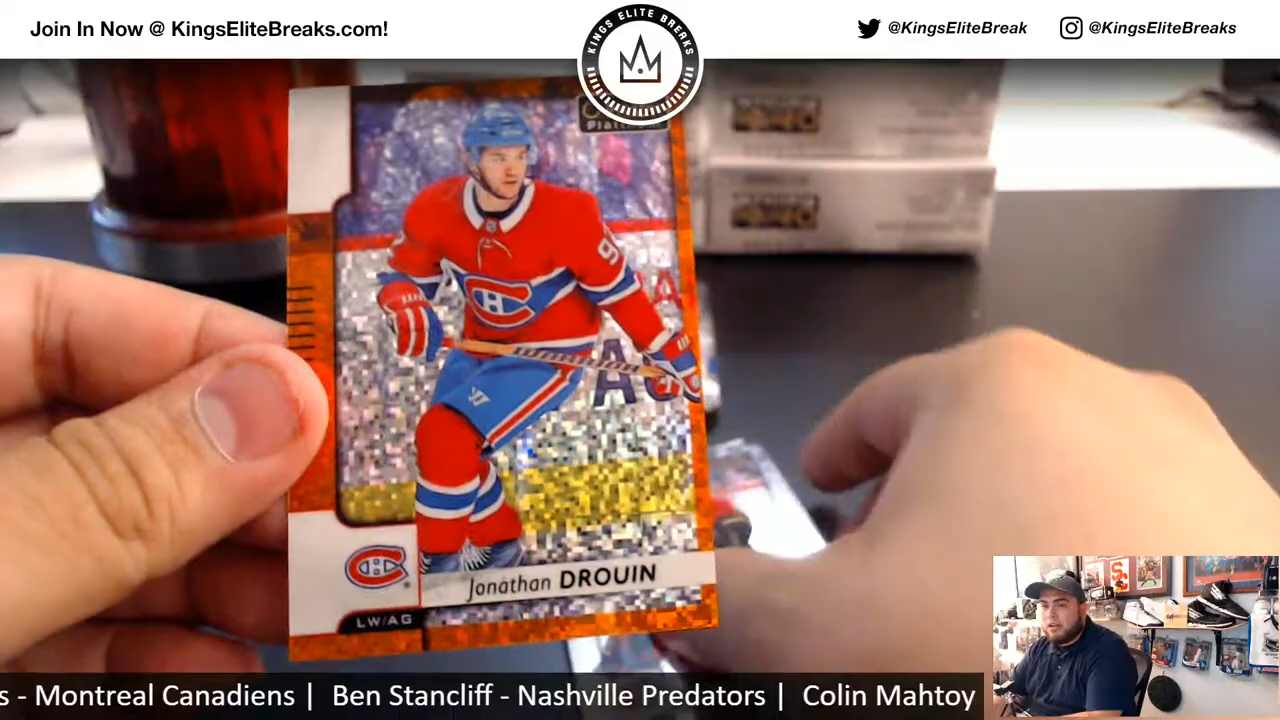 Join In Now @ KingsEliteBreaks.com!
KINGS ELITE BREAKS
@KingsEliteBreak
@KingsEliteBreaks
Platinum
Jonathan DROUIN
LW/AG
s - Montreal Canadiens | Ben Stancliff - Nashville Predators | Colin Mahtoy